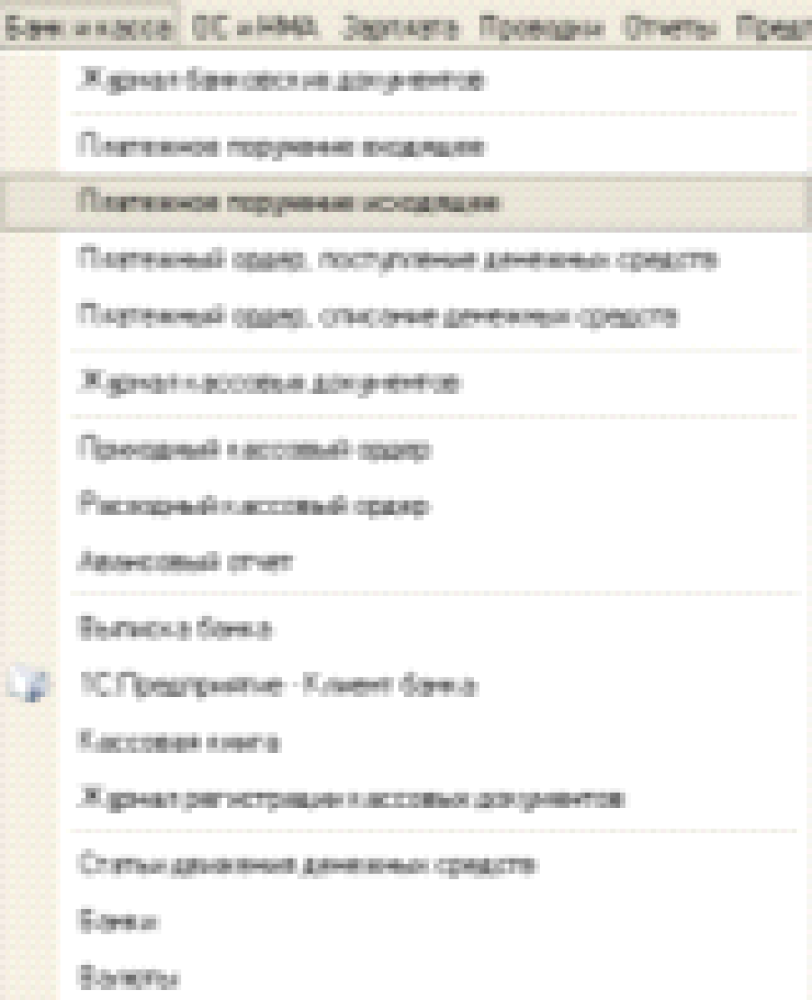 Банк и касса ОС и НМА Зарплата Проводки Отчеты
Журнал банковских документов
Платежное поручение входящее
Платежное поручение исходящее
Платежный ордер, поступление денежных средств
Платежный ордер, списание денежных средств
Журнал кассовых документов
Приходный кассовый ордер
Расходный кассовый ордер
Авансовый отчет
Выписка банка
1С:Предприятие - Клиент банка
Кассовая книга
Журнал регистрации кассовых документов
Статьи движения денежных средств
Банки
Валюты